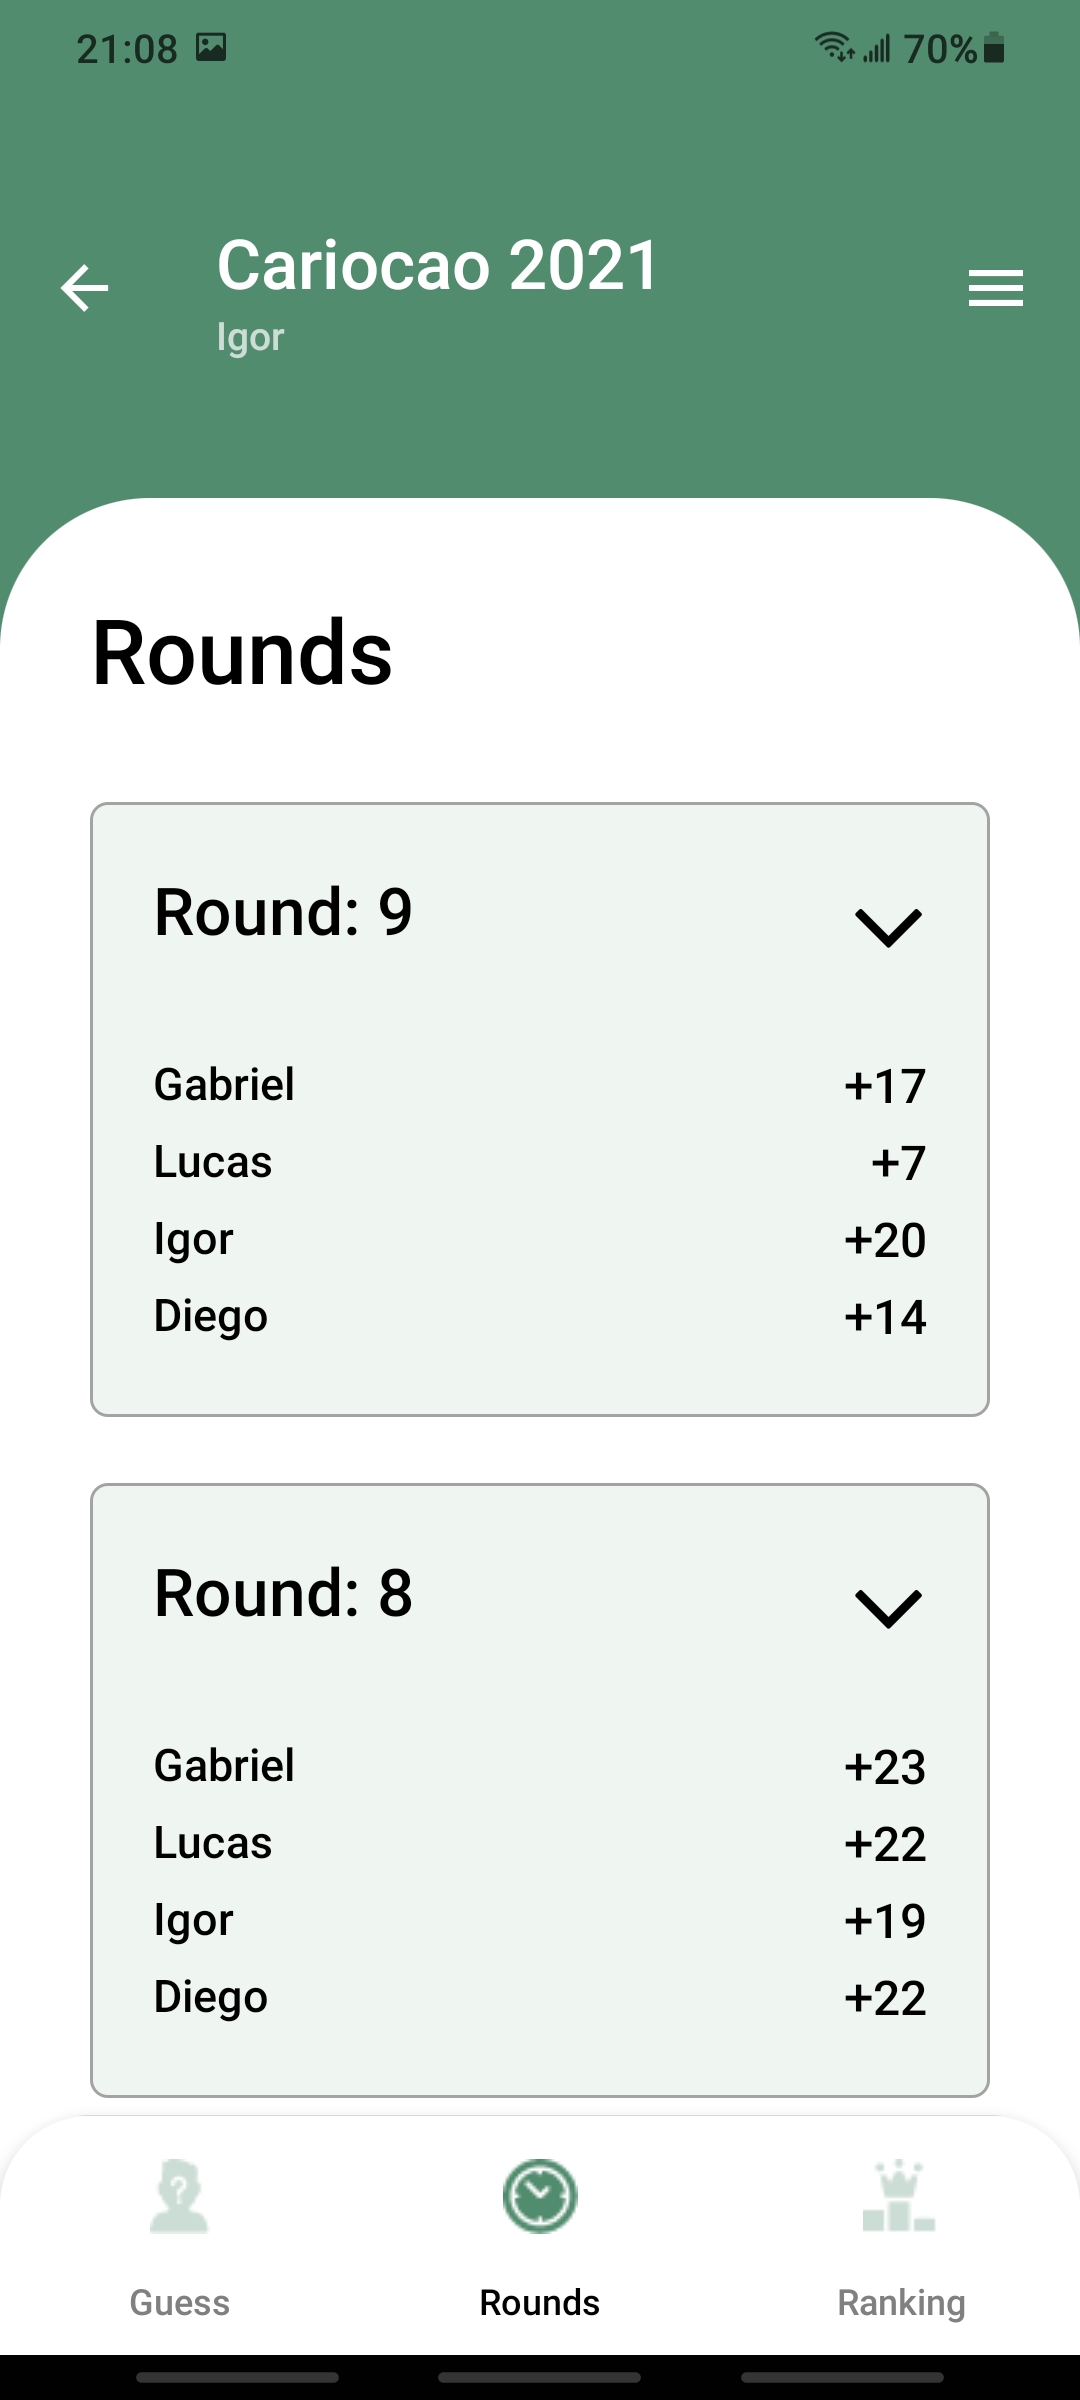 21:08 70%
Cariocao 2021
Igor
Rounds
Round: 9
Gabriel +17
Lucas +7
Igor +20
Diego +14
Round: 8
Gabriel +23
Lucas +22
Igor +19
Diego +22
?
Guess Rounds Ranking